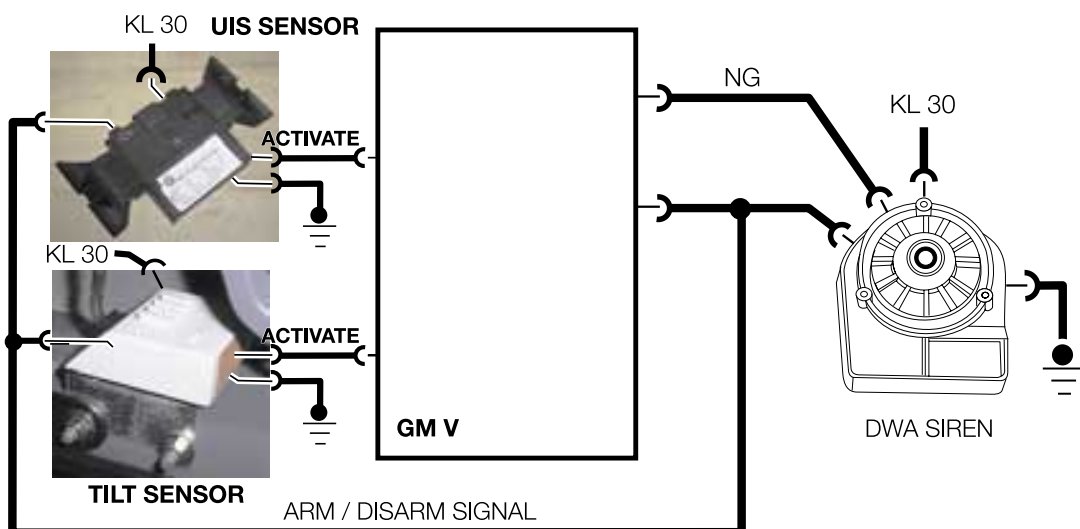 KL 30
UIS SENSOR
NG
KL 30
ACTIVATE
KL 30
ACTIVATE
GM V
DWA SIREN
TILT SENSOR
ARM / DISARM SIGNAL